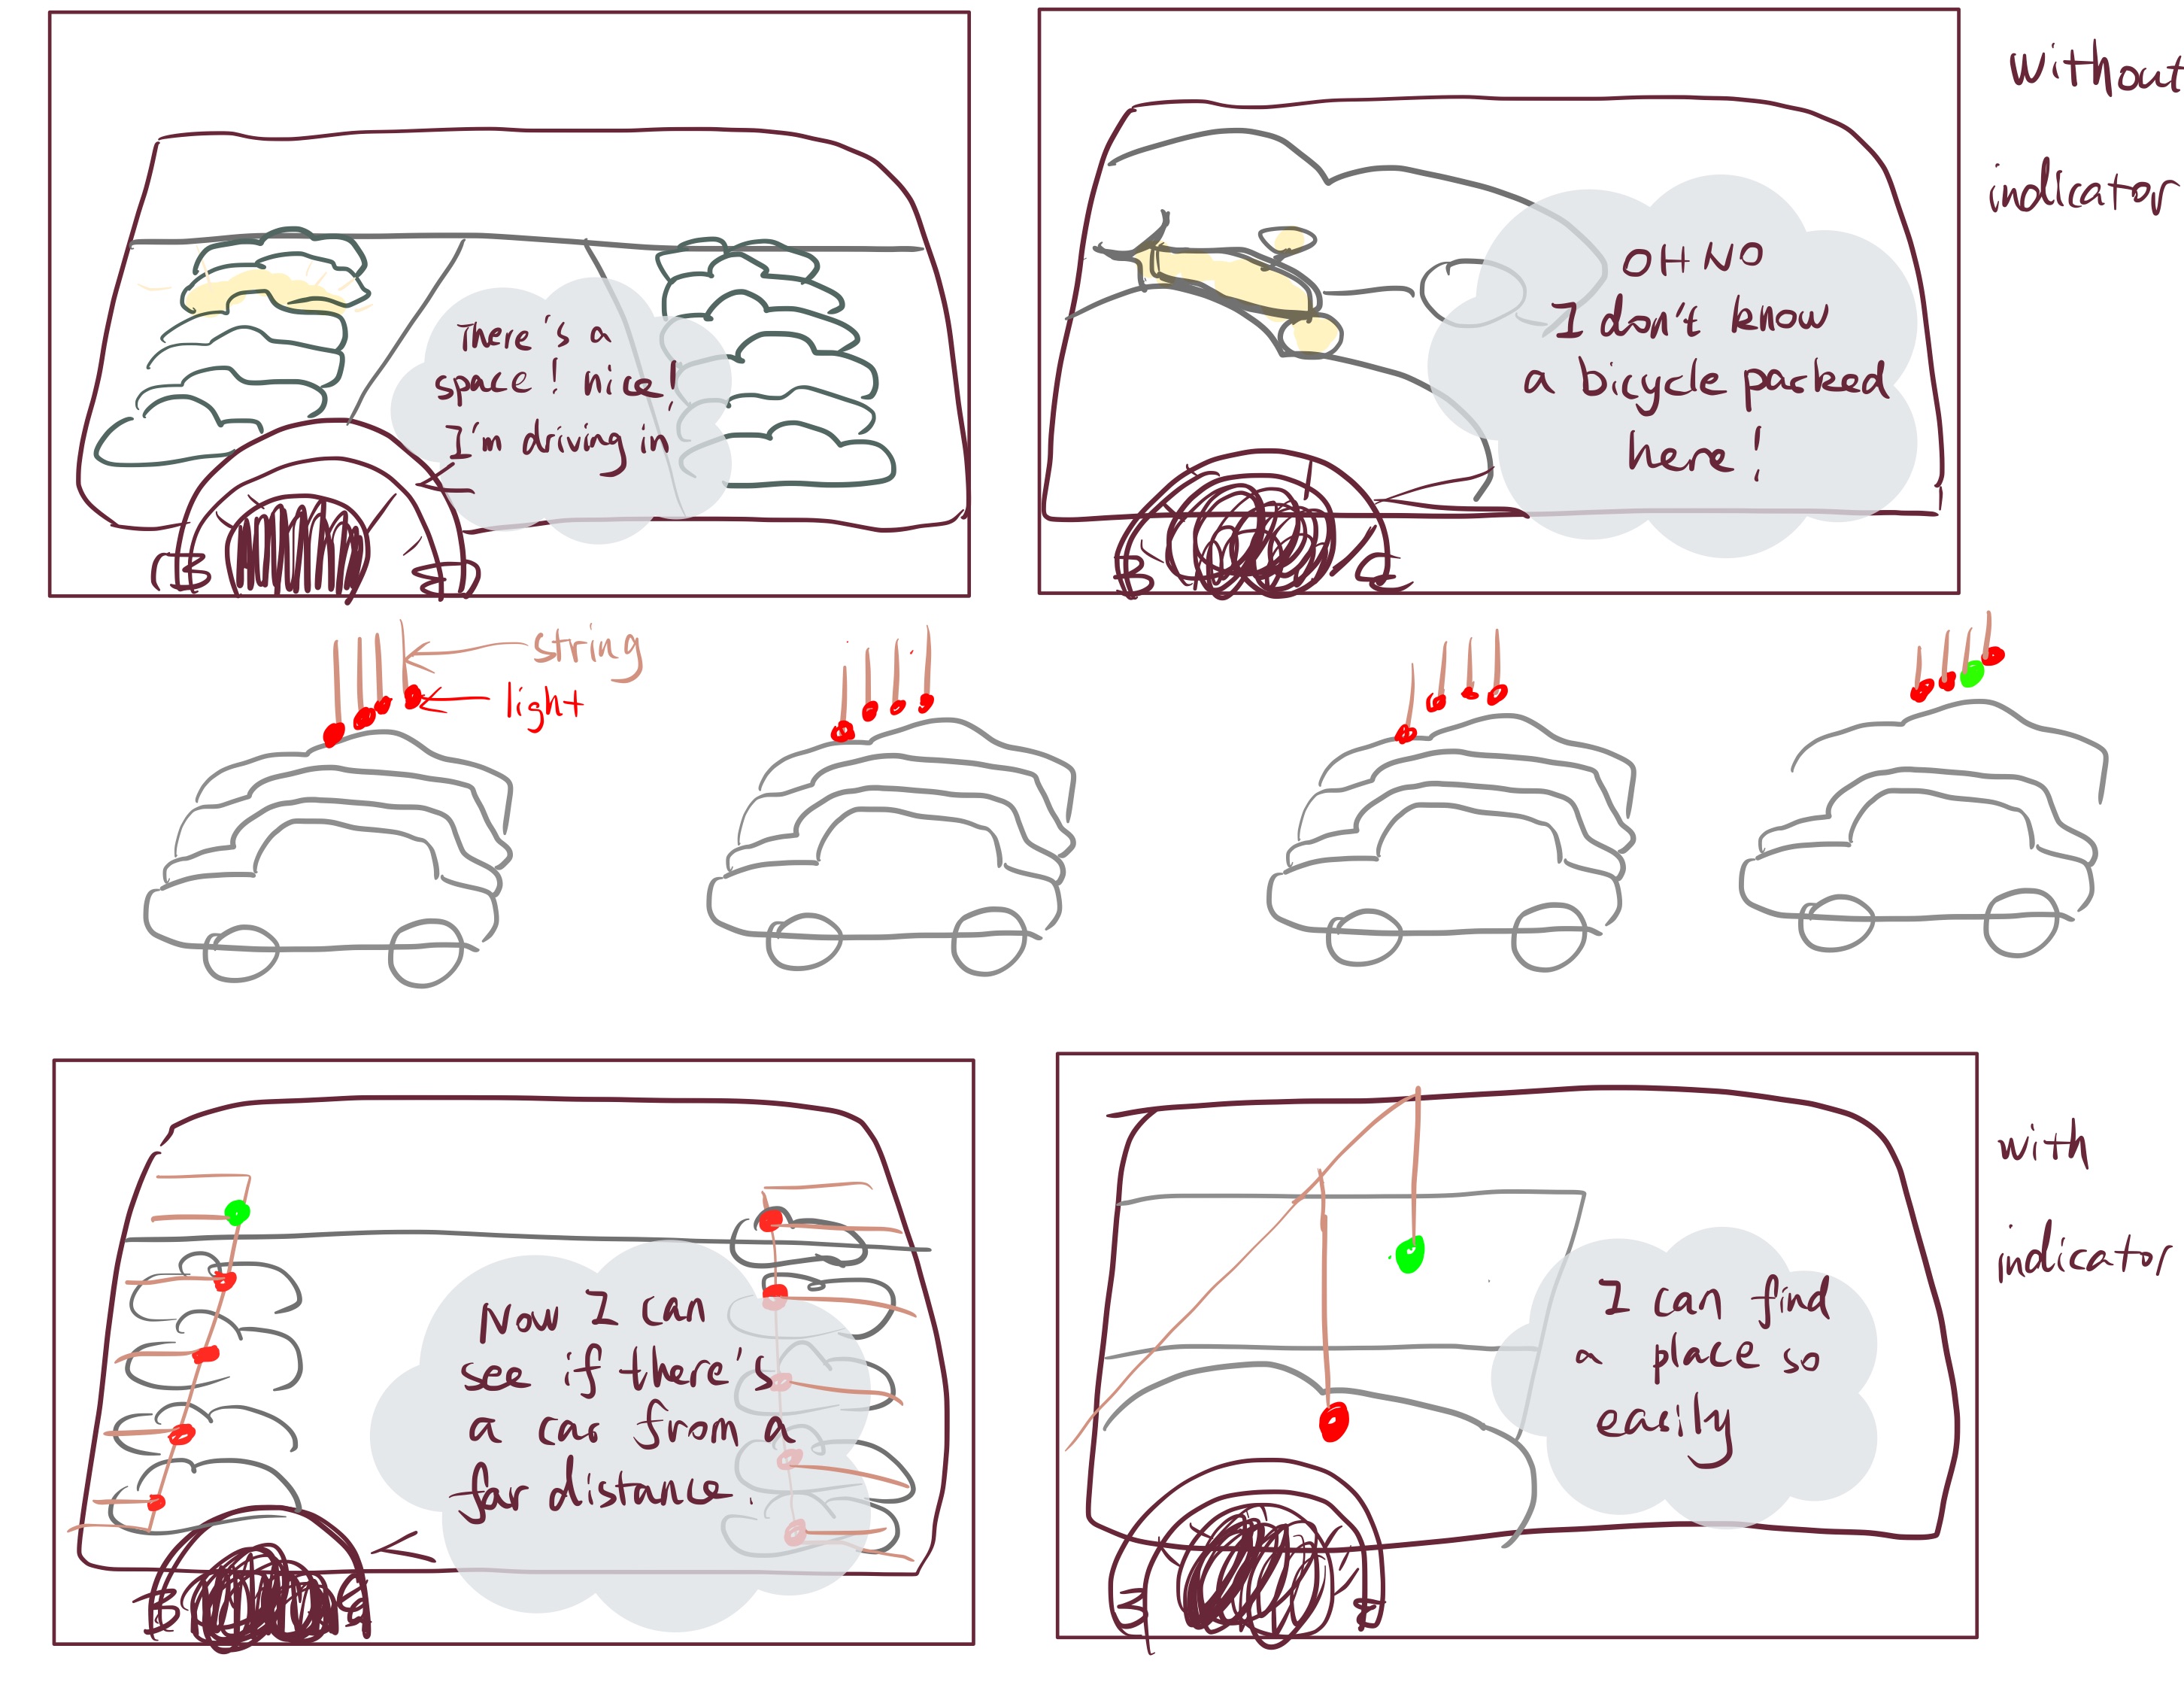 without
indicator
There's a
space! nice!
I'm driving in
OH NO
I don't know
a bicycle parked
here!
string
light
with
indicator
Now I can
see if there's
a car from a
far distance.
I can find
a place so
easily